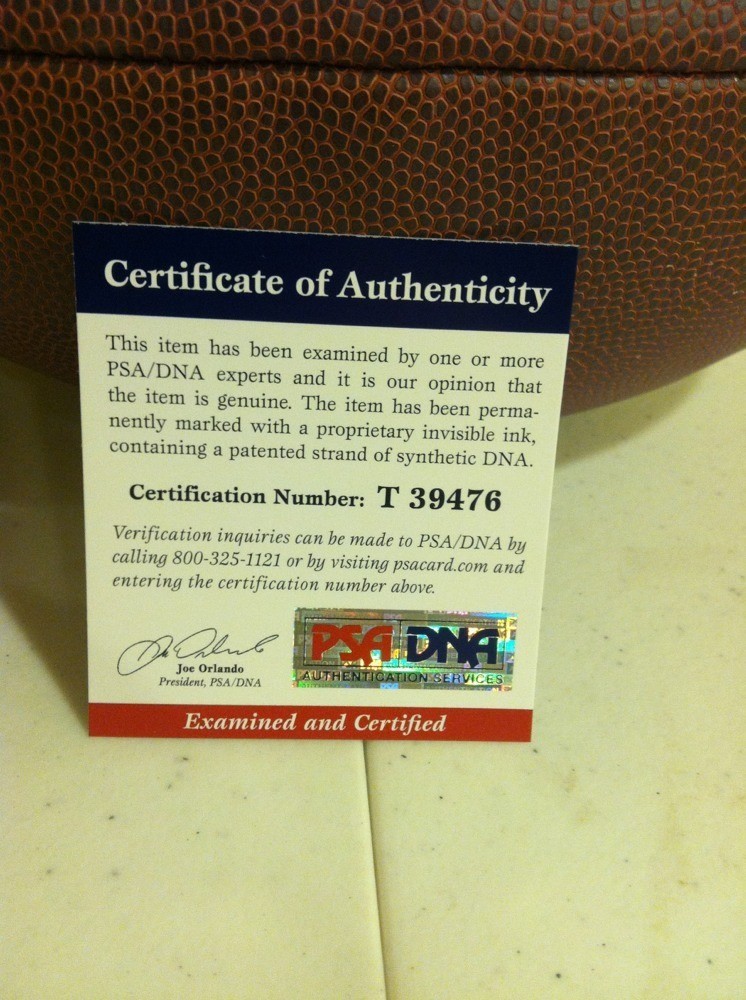 Certificate of Authenticity
This item has been examined by one or more
PSA/DNA experts and it is our opinion that
the item is genuine. The item has been perma-
nently marked with a proprietary invisible ink,
containing a patented strand of synthetic DNA.
Certification Number: T 39476
Verification inquiries can be made to PSA/DNA by
calling 800-325-1121 or by visiting psacard.com and
entering the certification number above.
Joe Orlando
President, PSA/DNA
PSA DNA
AUTHENTICATION SERVICES
Examined and Certified